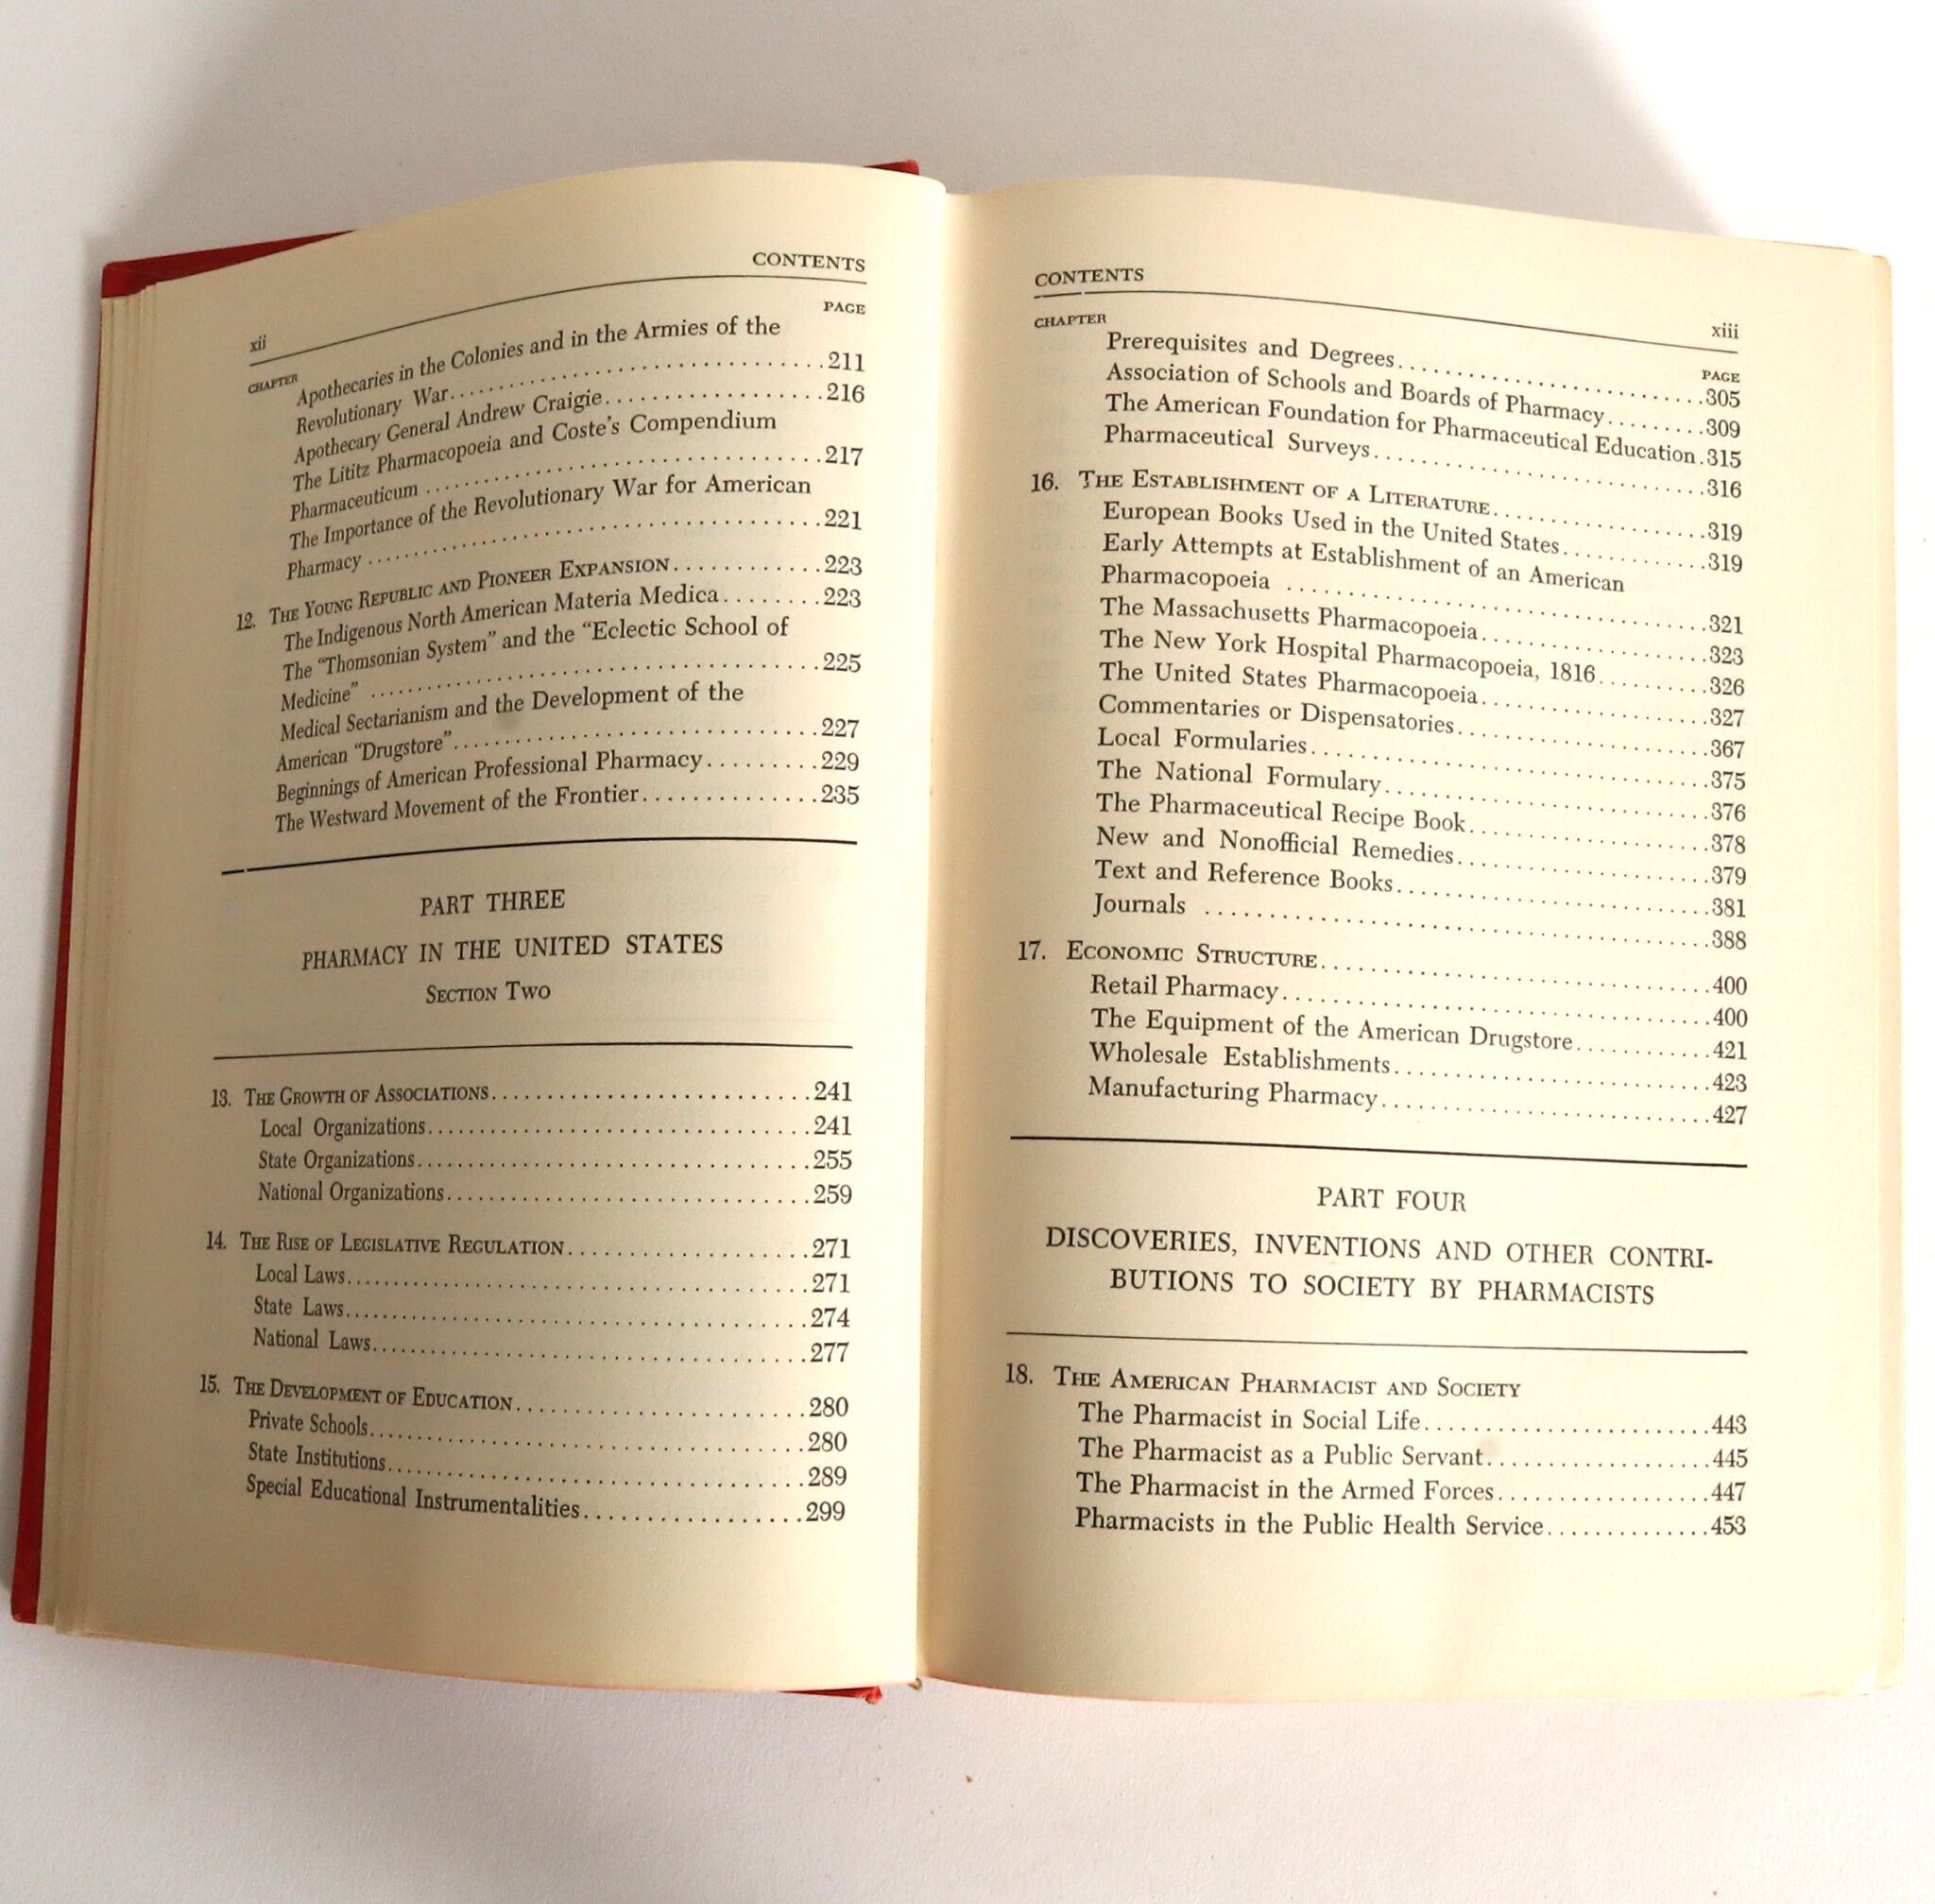 CONTENTS
xii
CHAPTER PAGE
Apothecaries in the Colonies and in the Armies of the
Revolutionary War..............................211
Apothecary General Andrew Craigie.................216
The Lititz Pharmacopoeia and Coste's Compendium
Pharmaceuticum ..............................217
The Importance of the Revolutionary War for American
Pharmacy ..............................221
12. The Young Republic and Pioneer Expansion............223
The Indigenous North American Materia Medica........223
The "Thomsonian System" and the "Eclectic School of
Medicine" ..............................225
Medical Sectarianism and the Development of the
American "Drugstore"..............................227
Beginnings of American Professional Pharmacy.........229
The Westward Movement of the Frontier..............235
PART THREE
PHARMACY IN THE UNITED STATES
Section Two
13. The Growth of Associations.........................241
Local Organizations..............................241
State Organizations..............................255
National Organizations..............................259
14. The Rise of Legislative Regulation...................271
Local Laws..............................271
State Laws..............................274
National Laws..............................277
15. The Development of Education.......................280
Private Schools..............................280
State Institutions..............................289
Special Educational Instrumentalities.................299
CONTENTS
xiii
CHAPTER PAGE
Prerequisites and Degrees.........................305
Association of Schools and Boards of Pharmacy........309
The American Foundation for Pharmaceutical Education.315
Pharmaceutical Surveys..............................316
16. The Establishment of a Literature.................319
European Books Used in the United States...........319
Early Attempts at Establishment of an American
Pharmacopoeia ..............................321
The Massachusetts Pharmacopoeia..................323
The New York Hospital Pharmacopoeia, 1816.........326
The United States Pharmacopoeia..................327
Commentaries or Dispensatories....................367
Local Formularies..............................375
The National Formulary.........................376
The Pharmaceutical Recipe Book...................378
New and Nonofficial Remedies....................379
Text and Reference Books.........................381
Journals ..............................388
17. Economic Structure..............................400
Retail Pharmacy..............................400
The Equipment of the American Drugstore...........421
Wholesale Establishments.........................423
Manufacturing Pharmacy.........................427
PART FOUR
DISCOVERIES, INVENTIONS AND OTHER CONTRI-
BUTIONS TO SOCIETY BY PHARMACISTS
18. The American Pharmacist and Society
The Pharmacist in Social Life......................443
The Pharmacist as a Public Servant.................445
The Pharmacist in the Armed Forces................447
Pharmacists in the Public Health Service.............453